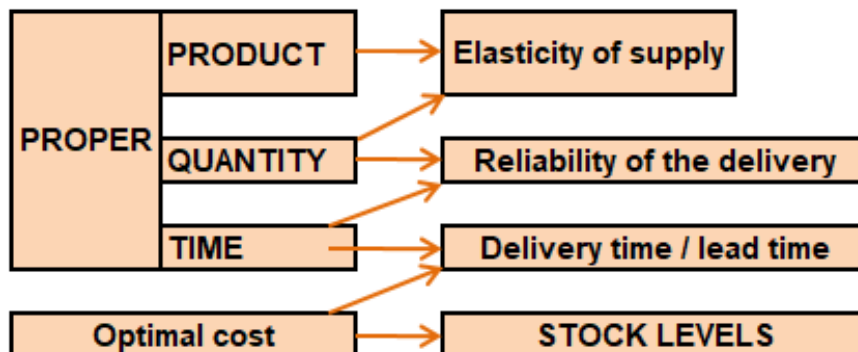 PROPER
PRODUCT
Elasticity of supply
QUANTITY
Reliability of the delivery
TIME
Delivery time / lead time
Optimal cost
STOCK LEVELS